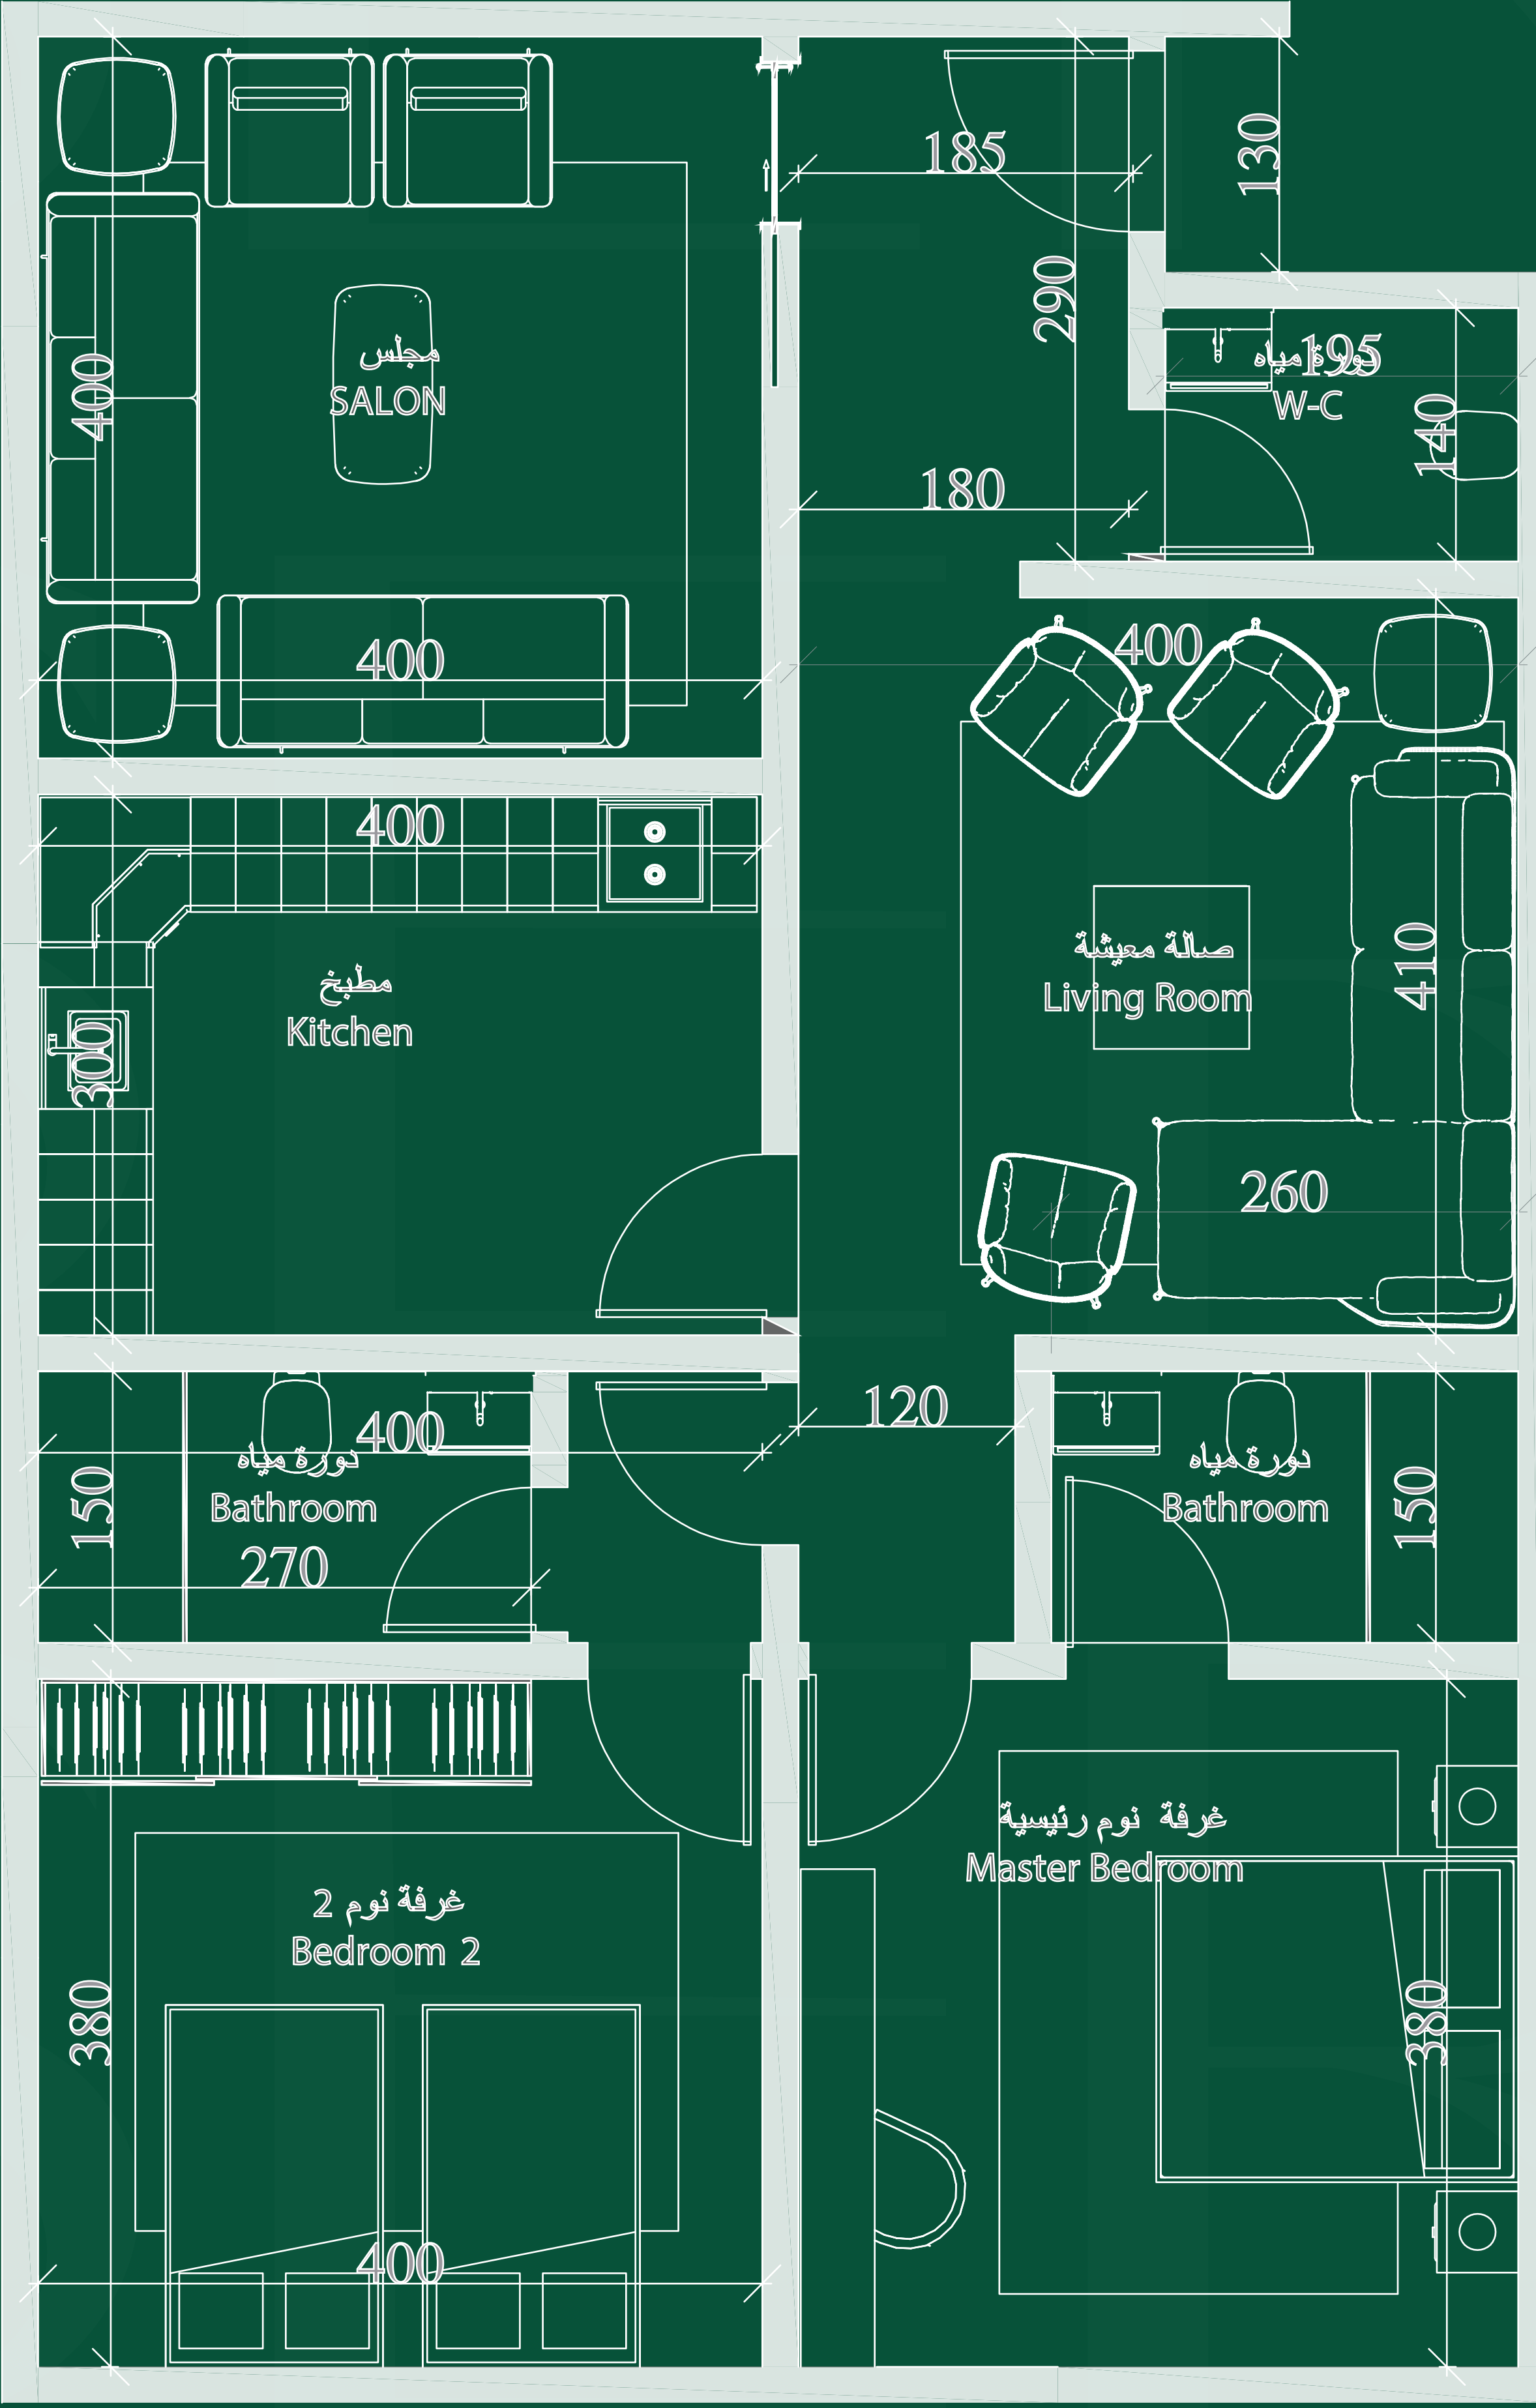 130
185
290
مجلس
SALON
400
دورة مياه
195
W-C
140
180
400
400
400
صالة معيشة
Living Room
410
مطبخ
Kitchen
300
260
120
400
دورة مياه
Bathroom
150
270
دورة مياه
Bathroom
150
غرفة نوم رئيسية
Master Bedroom
غرفة نوم 2
Bedroom 2
380
380
400